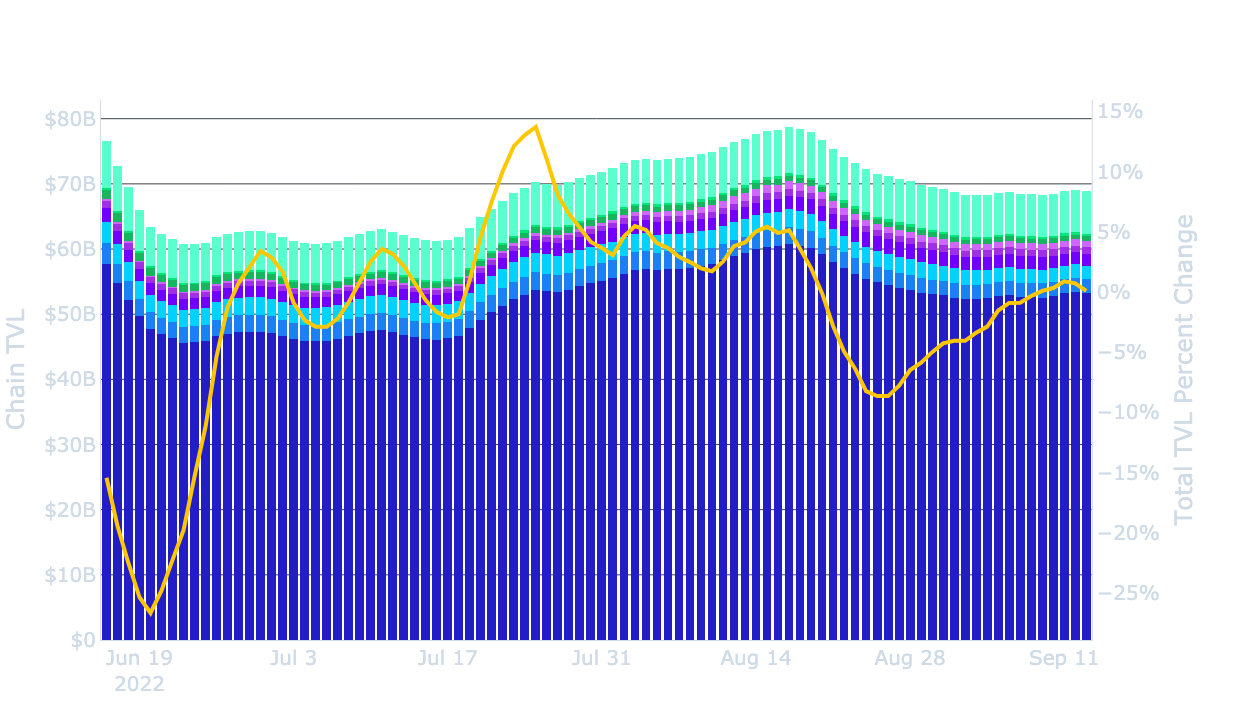 $80B
$70B
$60B
$50B
$40B
$30B
$20B
$10B
$0
Chain TVL
15%
10%
5%
0%
−5%
−10%
−15%
−20%
−25%
Total TVL Percent Change
Jun 19 Jul 3 Jul 17 Jul 31 Aug 14 Aug 28 Sep 11
2022